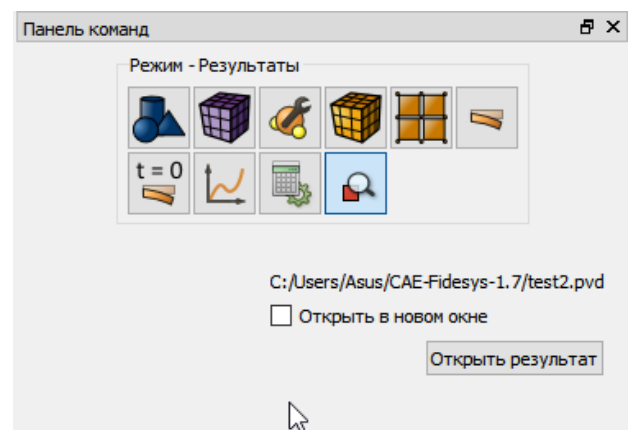 Панель команд
Режим - Результаты
t = 0
C:/Users/Asus/CAE-Fidesys-1.7/test2.pvd
Открыть в новом окне
Открыть результат